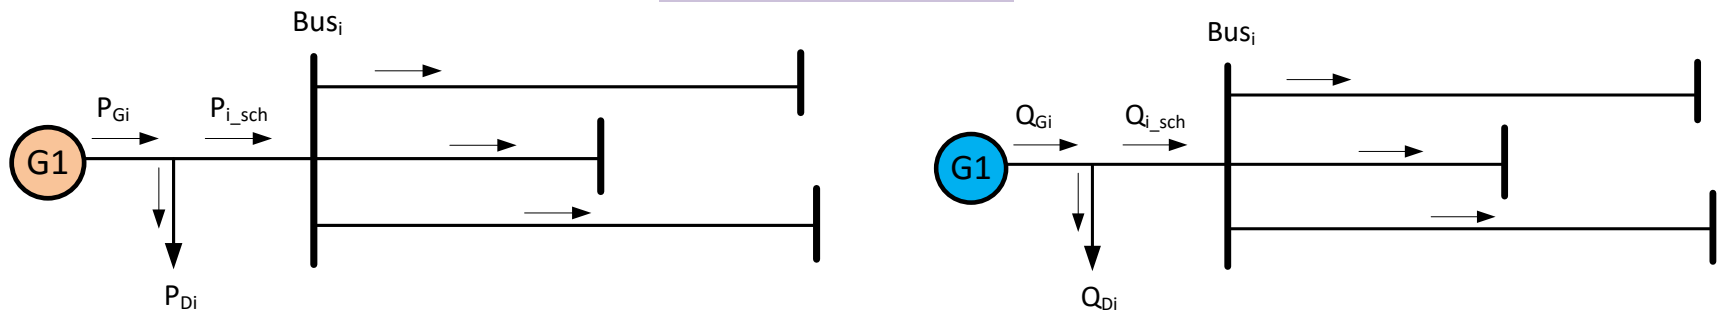 Bus_i
P_Gi
P_i_sch
G1
P_Di
Bus_i
Q_Gi
Q_i_sch
G1
Q_Di